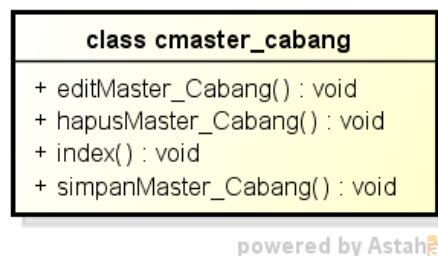 class cmaster_cabang
+ editMaster_Cabang() : void
+ hapusMaster_Cabang() : void
+ index() : void
+ simpanMaster_Cabang() : void
powered by Astah